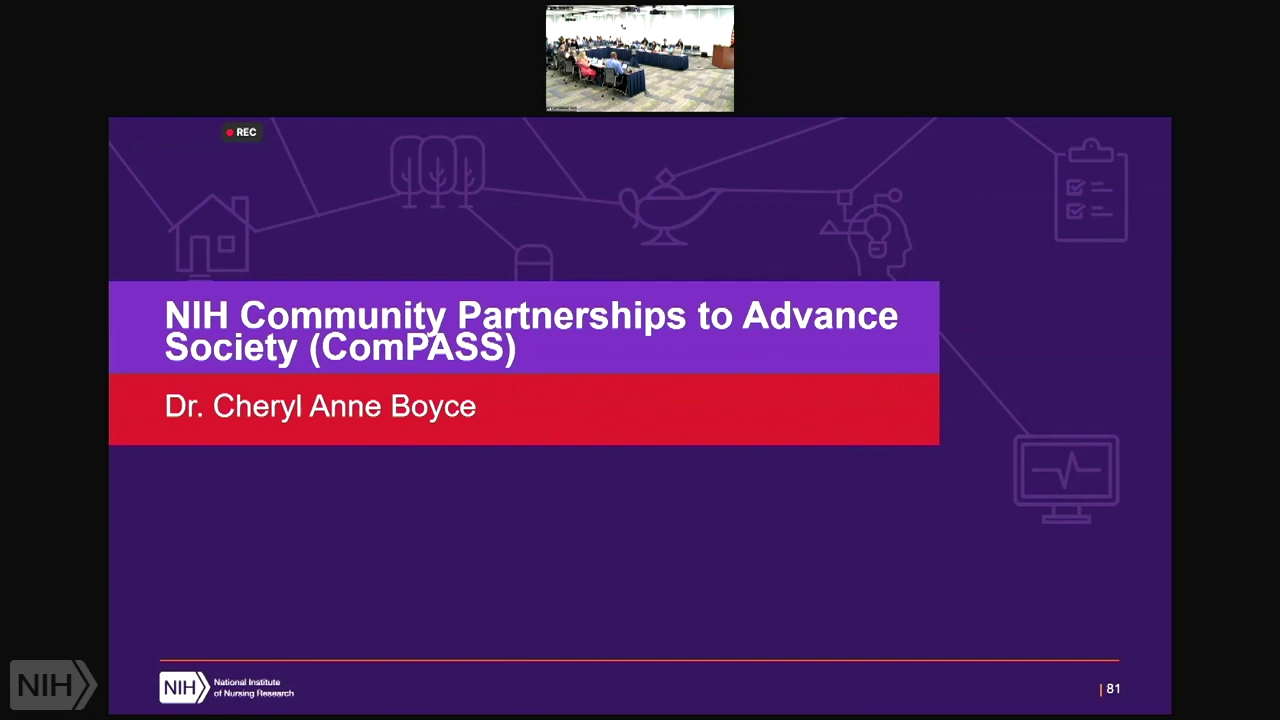 REC
NIH Community Partnerships to Advance
Society (ComPASS)
Dr. Cheryl Anne Boyce
NIH
National Institute
of Nursing Research
| 81
NIH